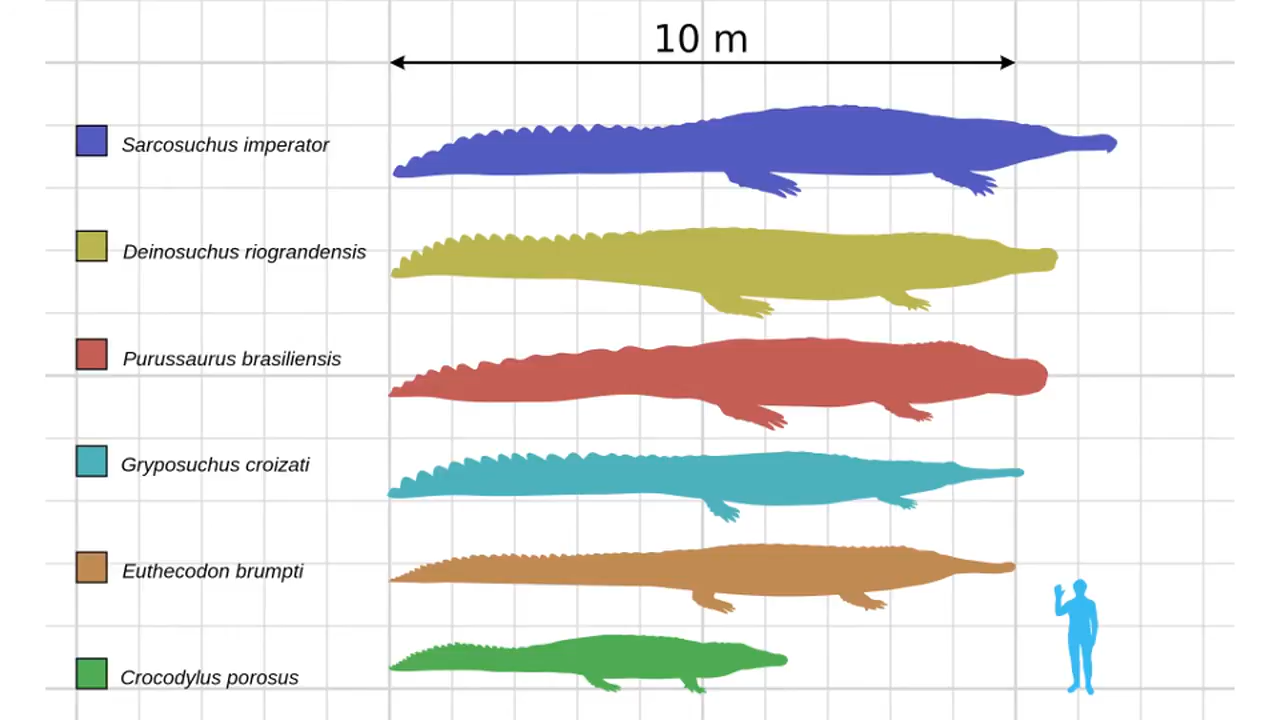 10 m
Sarcosuchus imperator
Deinosuchus riograndensis
Purussaurus brasiliensis
Gryposuchus croizati
Euthecodon brumpti
Crocodylus porosus